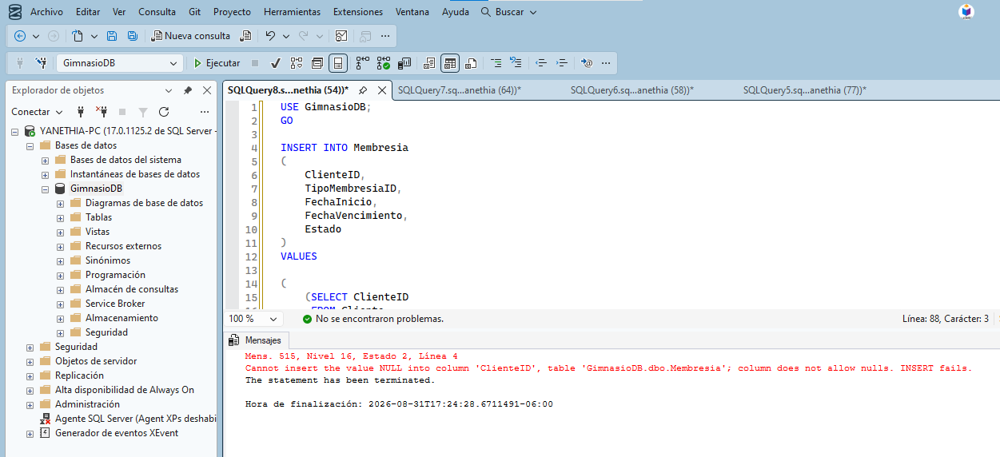 Archivo Editar Ver Consulta Git Proyecto Herramientas Extensiones Ventana Ayuda Buscar
Nueva consulta
GimnasioDB Ejecutar
Explorador de objetos
Conectar
YANETHIA-PC (17.0.1125.2 de SQL Server -
Bases de datos
Bases de datos del sistema
Instantáneas de bases de datos
GimnasioDB
Diagramas de base de datos
Tablas
Vistas
Recursos externos
Sinónimos
Programación
Almacén de consultas
Service Broker
Almacenamiento
Seguridad
Seguridad
Objetos de servidor
Replicación
Alta disponibilidad de Always On
Administración
Agente SQL Server (Agent XPs deshabi
Generador de eventos XEvent
SQLQuery8.s...nethia (54))* SQLQuery7.sq...anethia (64))* SQLQuery6.sq...anethia (58))* SQLQuery5.sq...anethia (77))*
1 USE GimnasioDB;
2 GO
3
4 INSERT INTO Membresia
5 (
6 ClienteID,
7 TipoMembresiaID,
8 FechaInicio,
9 FechaVencimiento,
10 Estado
11 )
12 VALUES
13
14 (
15 (SELECT ClienteID
16 FROM Cliente
100 % No se encontraron problemas. Línea: 88, Carácter: 3
Mensajes
Mens. 515, Nivel 16, Estado 2, Línea 4
Cannot insert the value NULL into column 'ClienteID', table 'GimnasioDB.dbo.Membresia'; column does not allow nulls. INSERT fails.
The statement has been terminated.
Hora de finalización: 2026-08-31T17:24:28.6711491-06:00